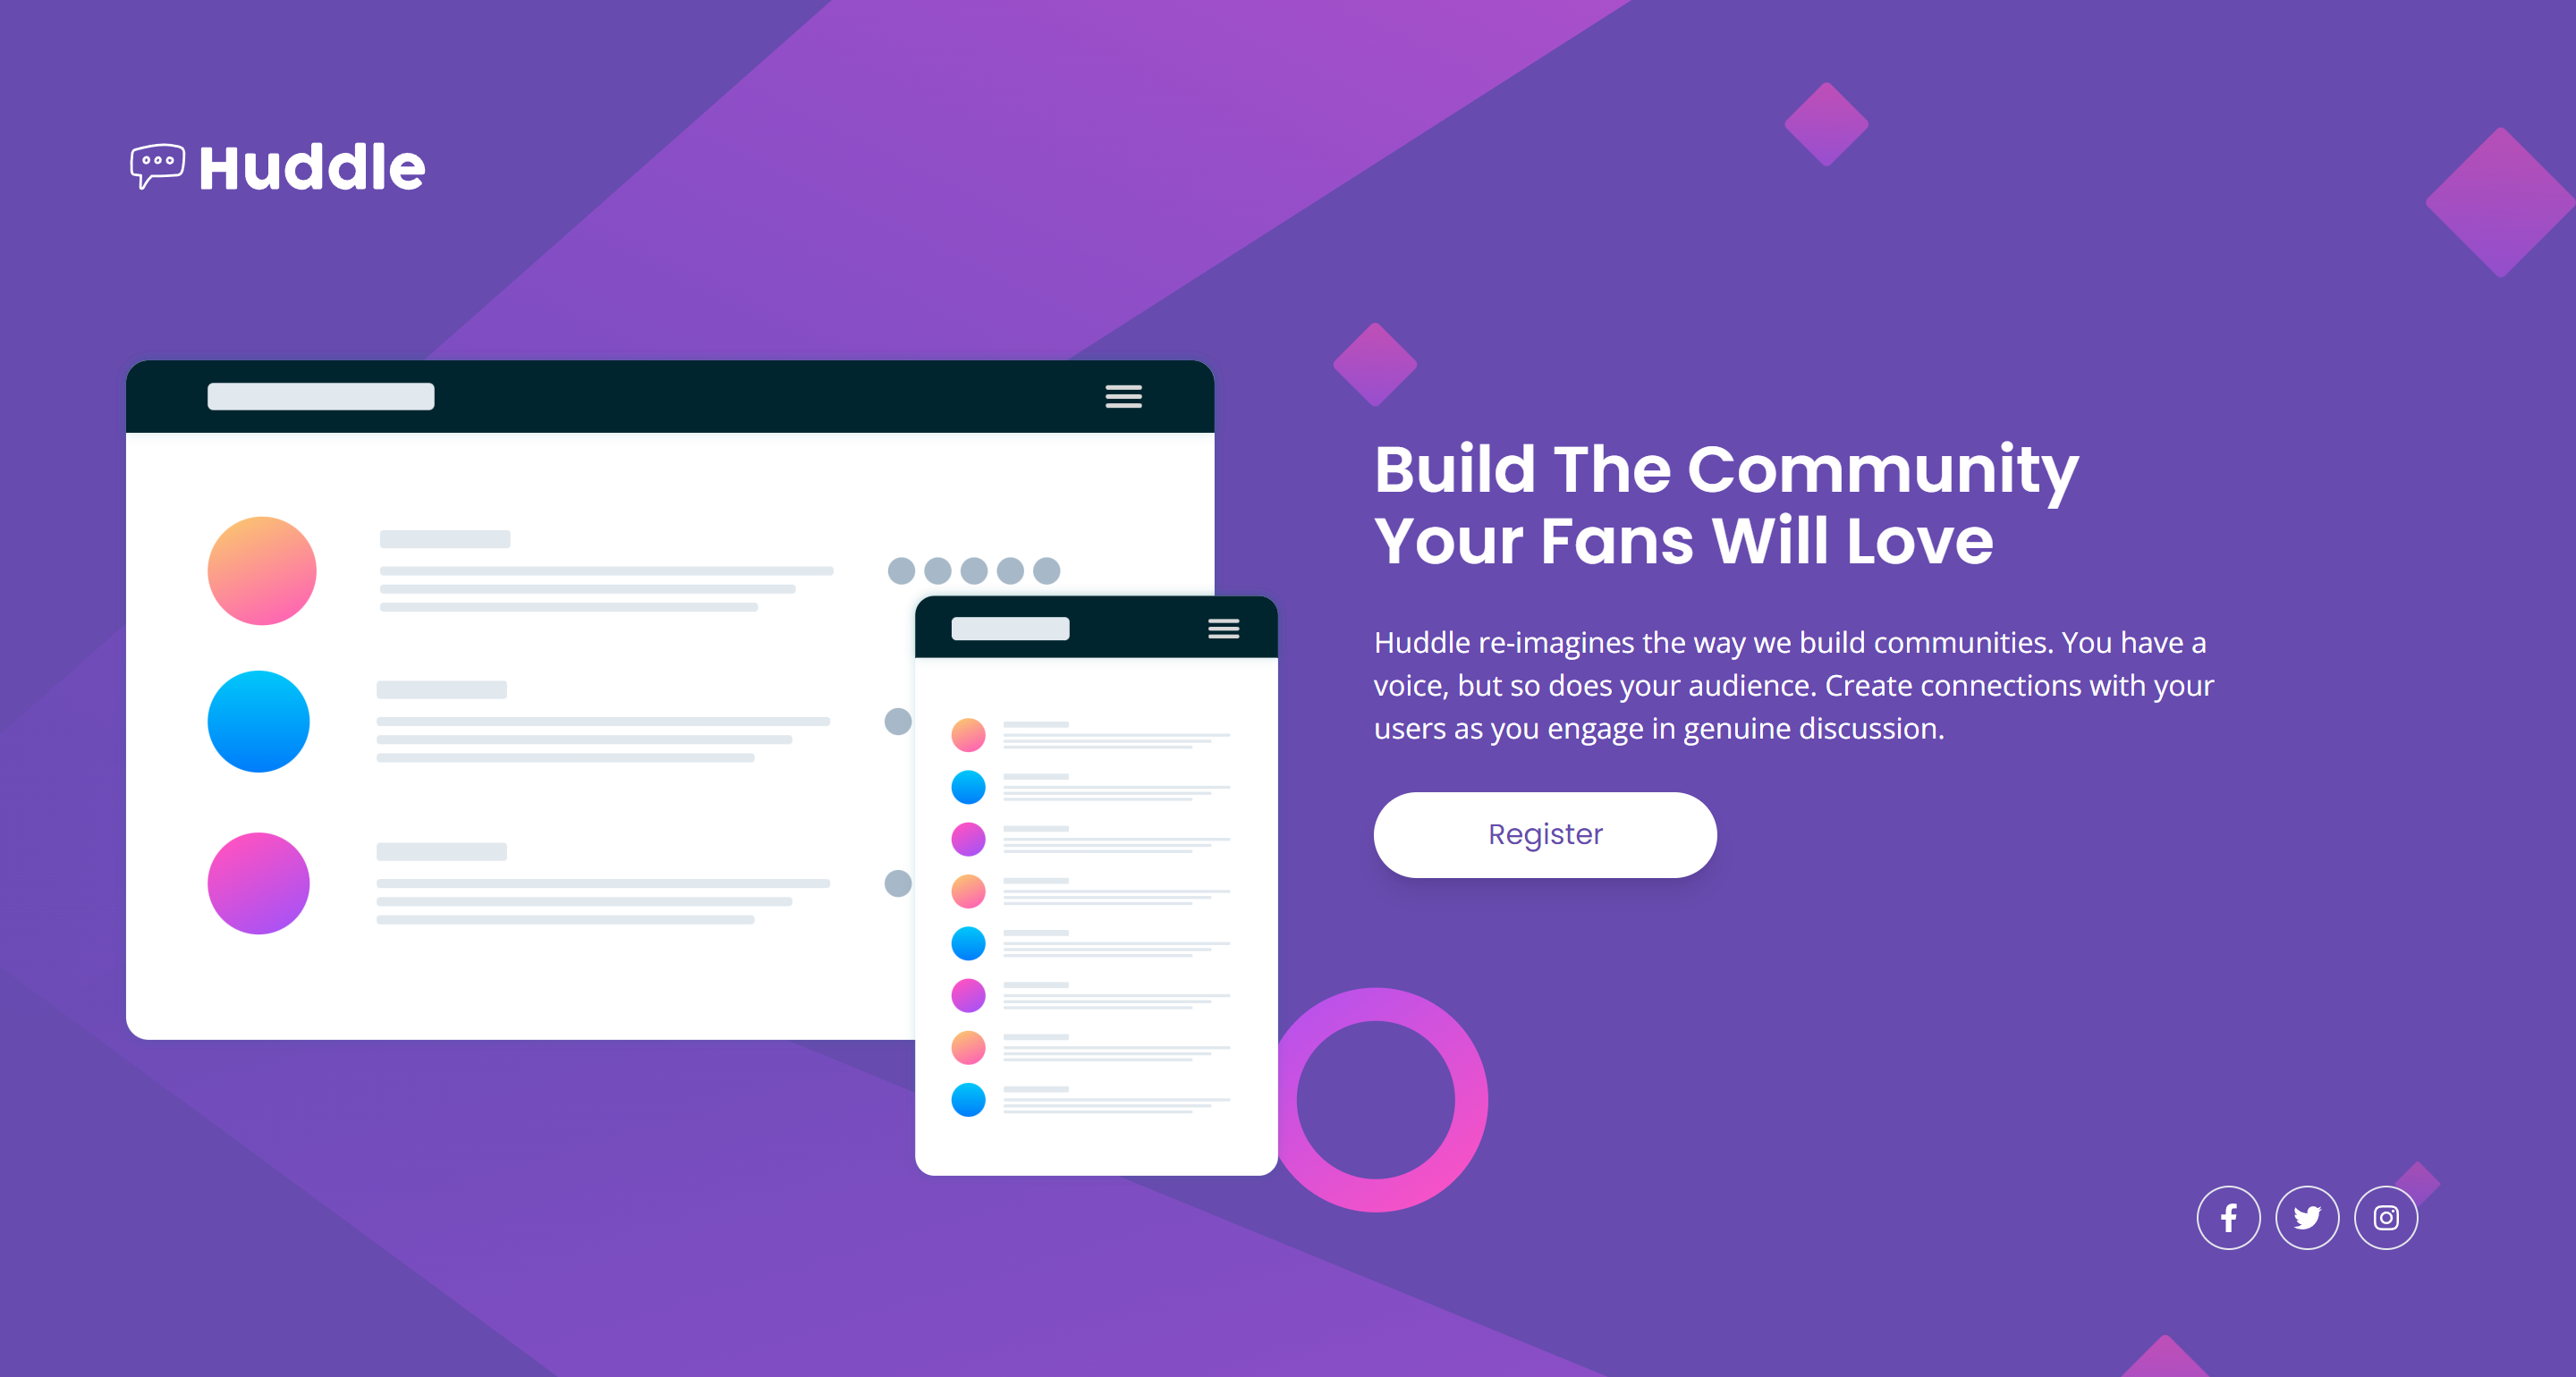 Huddle
Build The Community
Your Fans Will Love
Huddle re-imagines the way we build communities. You have a
voice, but so does your audience. Create connections with your
users as you engage in genuine discussion.
Register